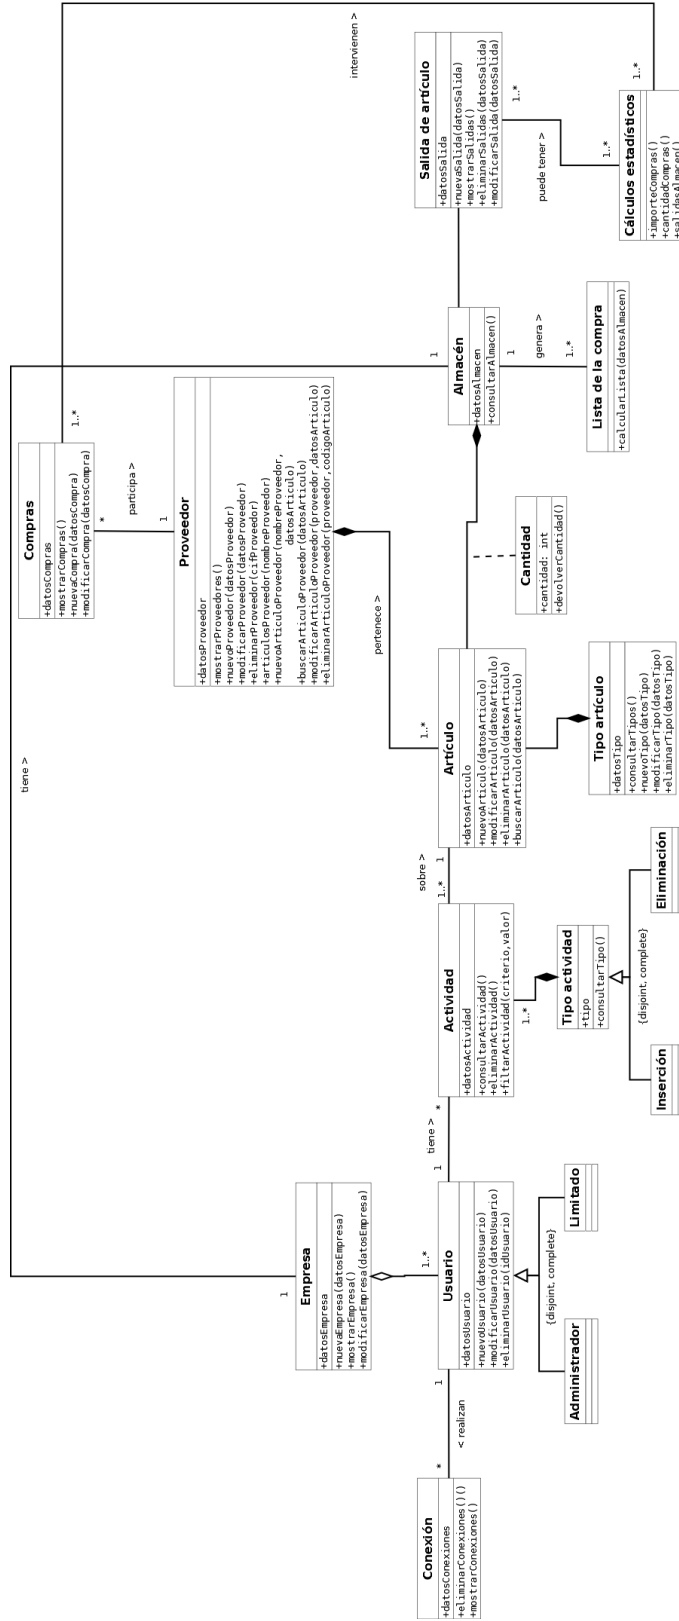 tiene >
Compras
+datosCompras
+mostrarCompras()
+nuevaCompra(datosCompra)
+modificarCompra(datosCompra)
1..*
*
participa >
1
Proveedor
+datosProveedor
+mostrarProveedores()
+nuevoProveedor(datosProveedor)
+modificarProveedor(datosProveedor)
+eliminarProveedor(cifProveedor)
+articulosProveedor(nombreProveedor)
+nuevoArticuloProveedor(nombreProveedor,
datosArticulo)
+buscarArticuloProveedor(datosArticulo)
+modificarArticuloProveedor(proveedor,datosArticulo)
+eliminarArticuloProveedor(proveedor,codigoArticulo)
intervienen >
1
Empresa
+datosEmpresa
+nuevaEmpresa(datosEmpresa)
+mostrarEmpresa()
+modificarEmpresa(datosEmpresa)
pertenece >
1..*
1..*
1
Conexión
+datosConexiones
+eliminarConexiones()()
+mostrarConexiones()
*
< realizan
1
Usuario
+datosUsuario
+nuevoUsuario(datosUsuario)
+modificarUsuario(datosUsuario)
+eliminarUsuario(idUsuario)
1
tiene >
*
Actividad
+datosActividad
+consultarActividad()
+eliminarActividad()
+filtarActividad(criterio,valor)
1..*
sobre >
1
Artículo
+datosArticulo
+nuevoArticulo(datosArticulo)
+modificarArticulo(datosArticulo)
+eliminarArticulo(datosArticulo)
+buscarArticulo(datosArticulo)
Almacén
+datosAlmacen
+consultarAlmacen()
Salida de artículo
+datosSalida
+nuevaSalida(datosSalida)
+mostrarSalidas()
+eliminarSalidas(datosSalida)
+modificarSalida(datosSalida)
1..*
1
genera >
1..*
1..*
puede tener >
1..*
1..*
Cantidad
+cantidad: int
+devolverCantidad()
{disjoint, complete}
Administrador
Limitado
Tipo actividad
+tipo
+consultarTipo()
Tipo artículo
+datosTipo
+consultarTipos()
+nuevoTipo(datosTipo)
+modificarTipo(datosTipo)
+eliminarTipo(datosTipo)
Lista de la compra
+calcularLista(datosAlmacen)
Cálculos estadísticos
+importeCompras()
+cantidadCompras()
+salidasAlmacen()
{disjoint, complete}
Inserción
Eliminación